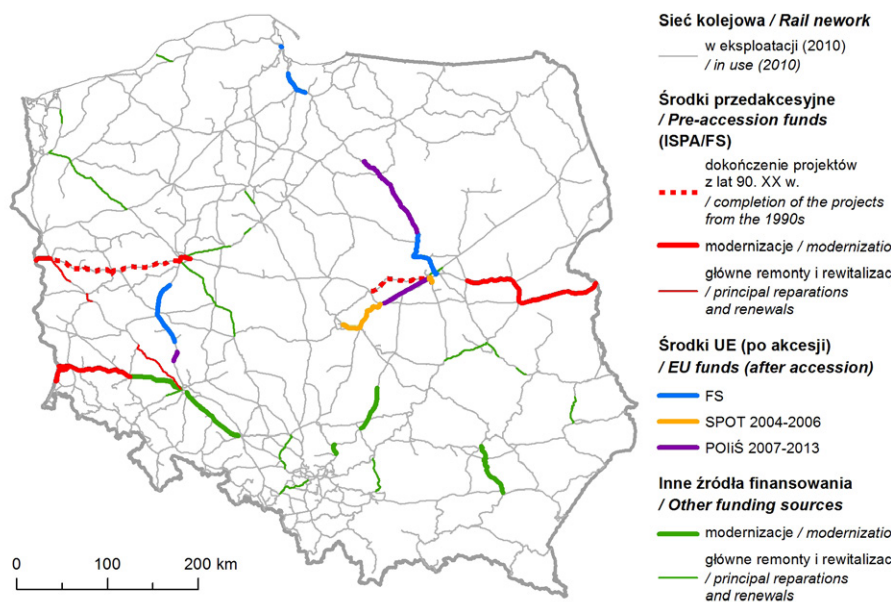 Sieć kolejowa / Rail nework
w eksploatacji (2010)
/ in use (2010)
Środki przedakcesyjne
/ Pre-accession funds
(ISPA/FS)
dokończenie projektów
z lat 90. XX w.
/ completion of the projects
from the 1990s
modernizacje / modernizatio
główne remonty i rewitalizac
/ principal reparations
and renewals
Środki UE (po akcesji)
/ EU funds (after accession)
FS
SPOT 2004-2006
POIiŚ 2007-2013
Inne źródła finansowania
/ Other funding sources
modernizacje / modernizatio
główne remonty i rewitalizac
/ principal reparations
and renewals
0 100 200 km